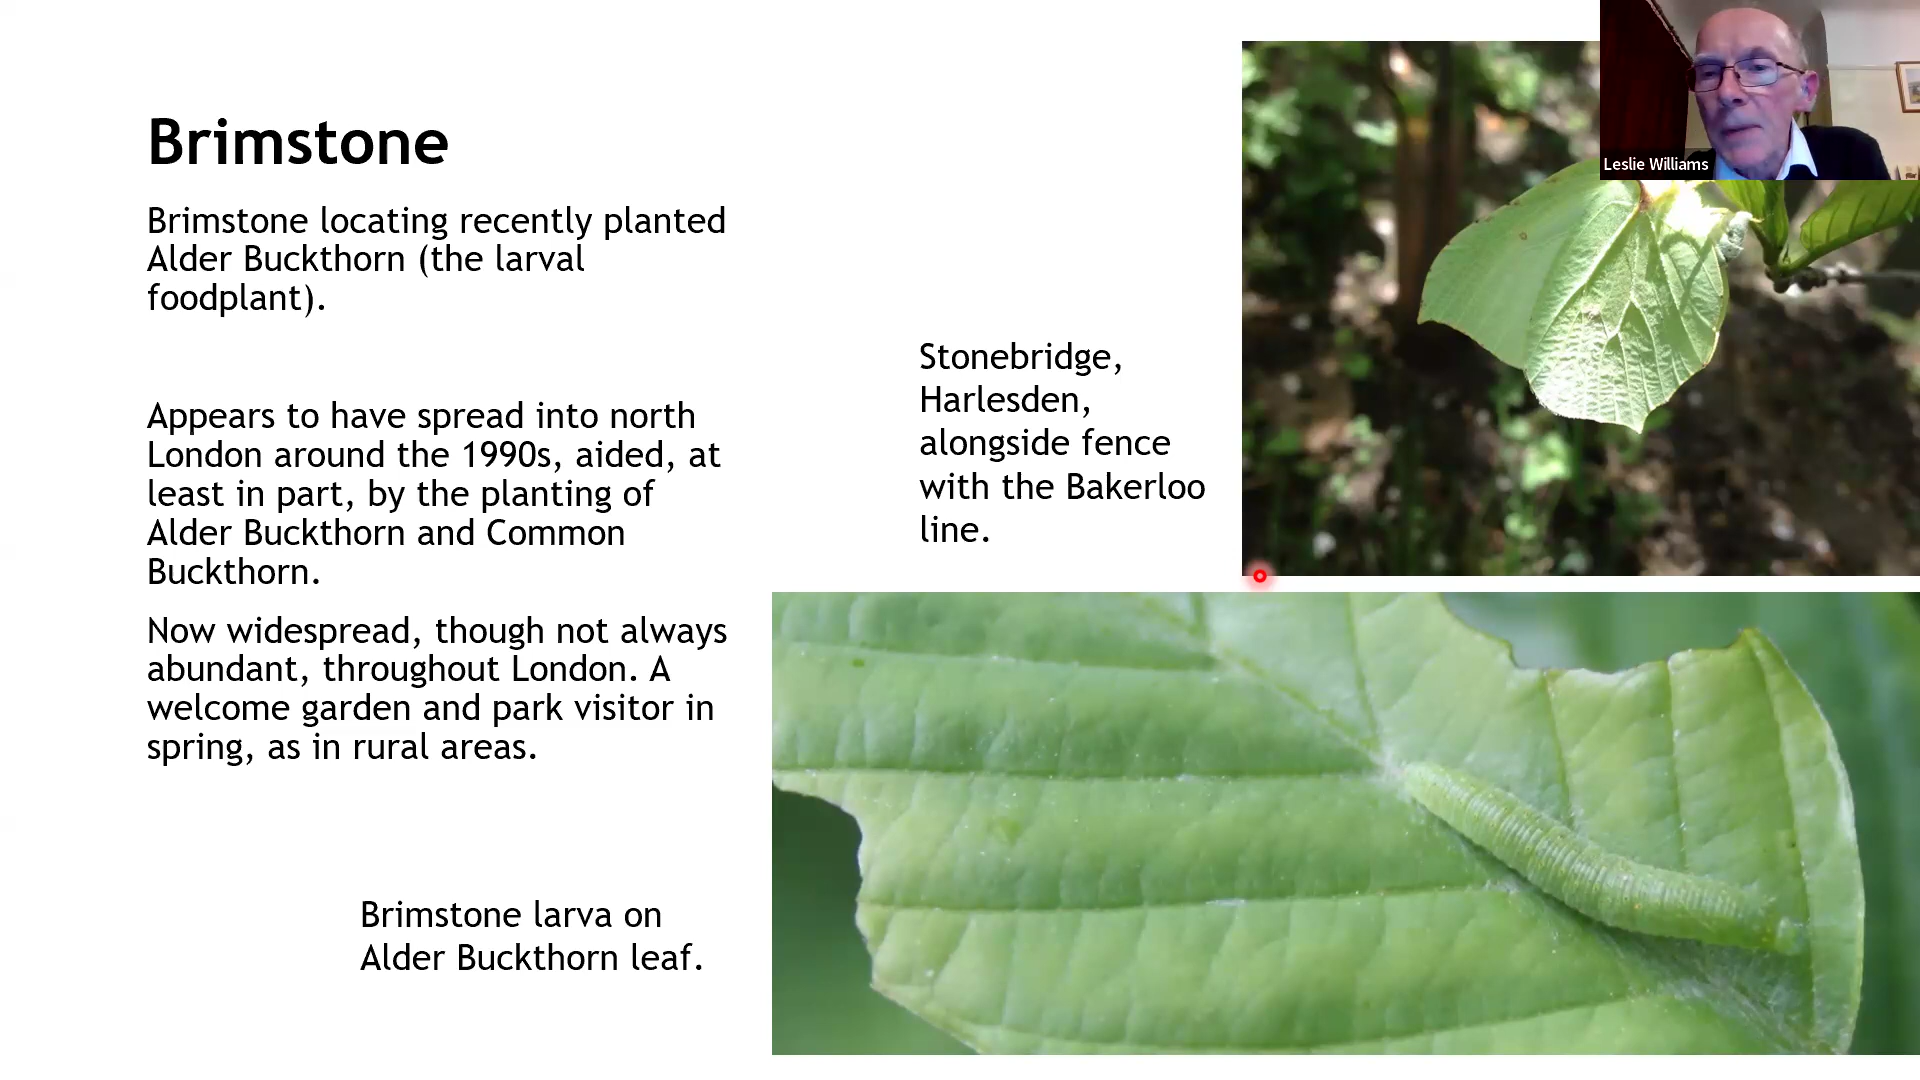 Leslie Williams
Brimstone
Brimstone locating recently planted
Alder Buckthorn (the larval
foodplant).
Appears to have spread into north
London around the 1990s, aided, at
least in part, by the planting of
Alder Buckthorn and Common
Buckthorn.
Now widespread, though not always
abundant, throughout London. A
welcome garden and park visitor in
spring, as in rural areas.
Stonebridge,
Harlesden,
alongside fence
with the Bakerloo
line.
Brimstone larva on
Alder Buckthorn leaf.